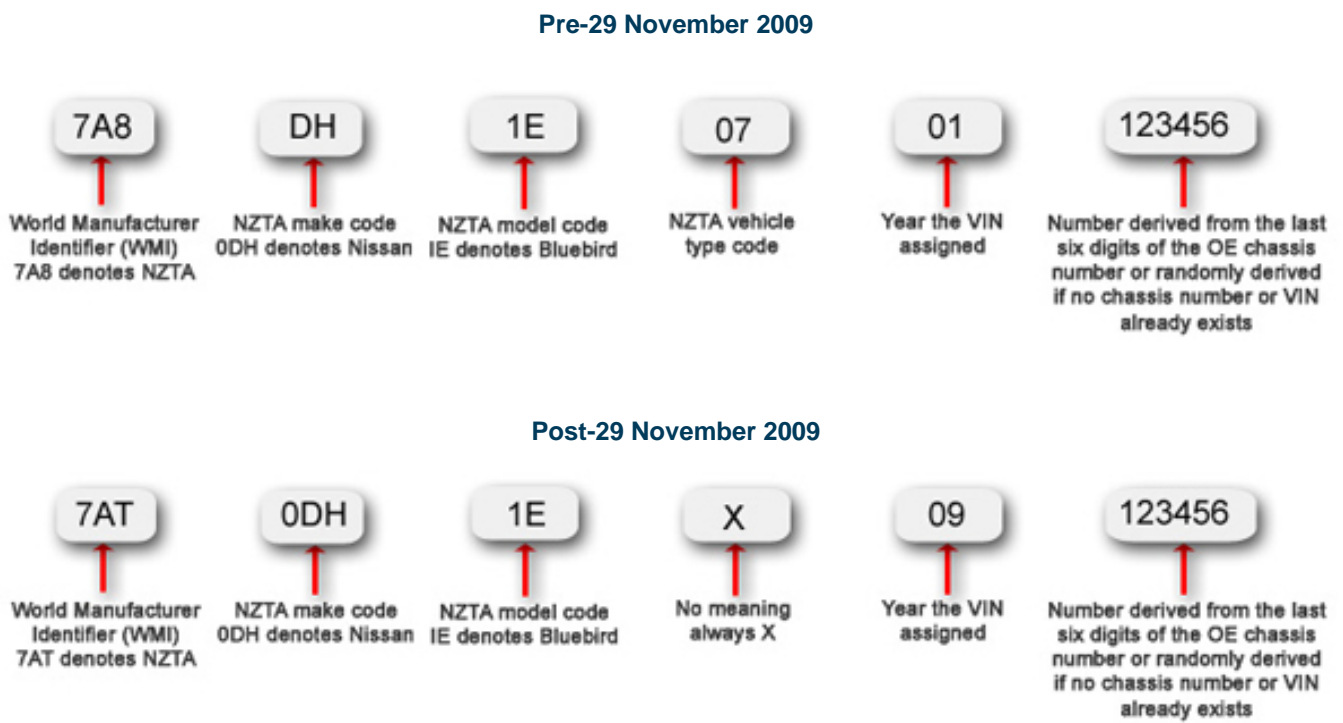 Pre-29 November 2009
7A8 DH 1E 07 01 123456
World Manufacturer
Identifier (WMI)
7A8 denotes NZTA
NZTA make code
0DH denotes Nissan
NZTA model code
IE denotes Bluebird
NZTA vehicle
type code
Year the VIN
assigned
Number derived from the last
six digits of the OE chassis
number or randomly derived
if no chassis number or VIN
already exists
Post-29 November 2009
7AT 0DH 1E X 09 123456
World Manufacturer
Identifier (WMI)
7AT denotes NZTA
NZTA make code
0DH denotes Nissan
NZTA model code
IE denotes Bluebird
No meaning
always X
Year the VIN
assigned
Number derived from the last
six digits of the OE chassis
number or randomly derived
if no chassis number or VIN
already exists